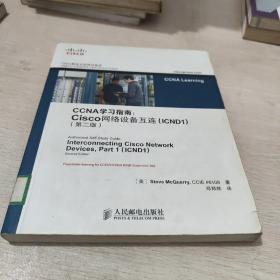 CISCO
CCNA Learning
CCNA学习指南:
Cisco网络设备互连(ICND1)
(第二版)
Authorized Self-Study Guide
Interconnecting Cisco Network
Devices, Part 1 (ICND1)
Second Edition
[美] Steve McQuerry, CCIE #6108 著
译
人民邮电出版社
POSTS & TELECOM PRESS